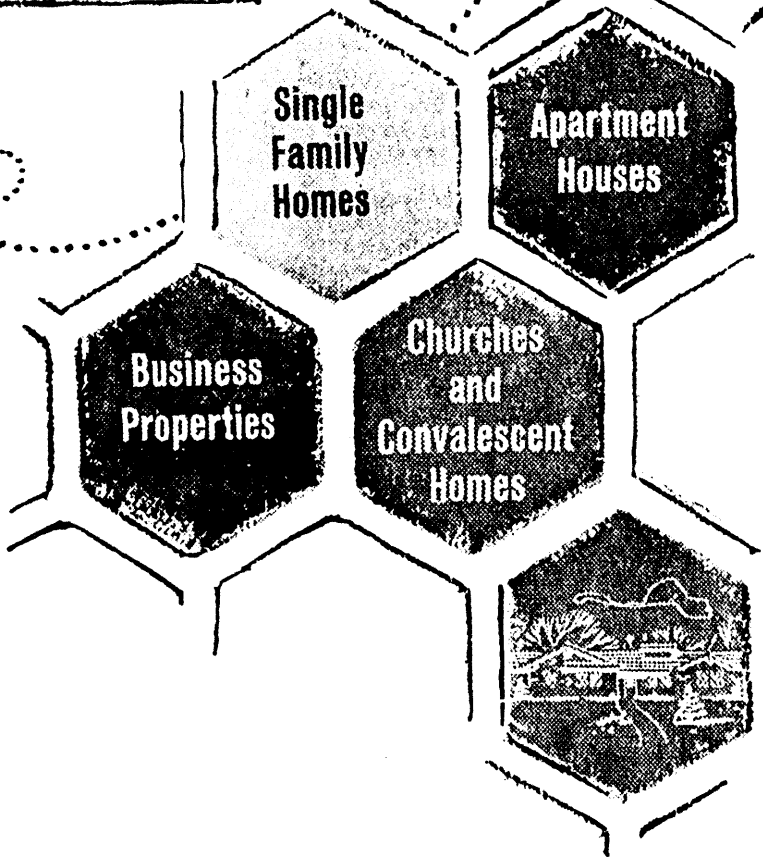 Single
Family
Homes
Apartment
Houses
Business
Properties
Churches
and
Convalescent
Homes